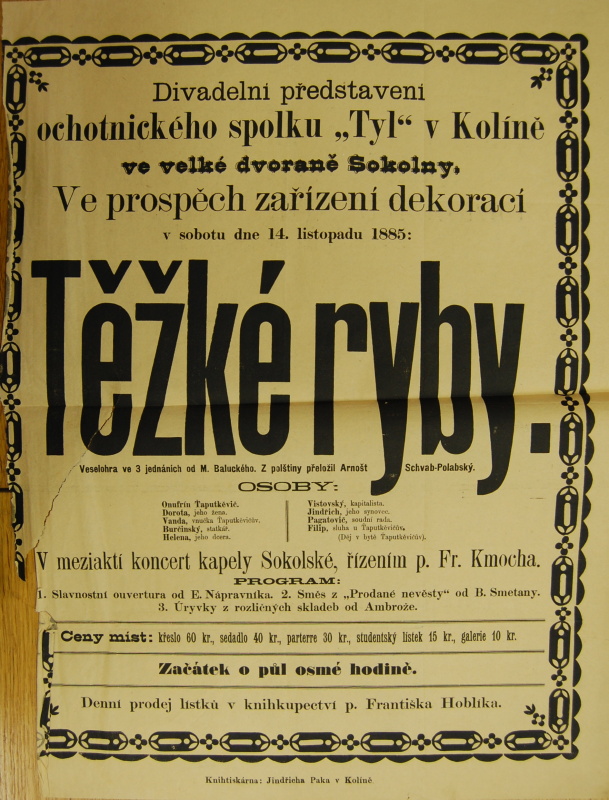 Divadelní představení
ochotnického spolku „Tyl“ v Kolíně
ve velké dvoraně Sokolny,
Ve prospěch zařízení dekorací
v sobotu dne 14. listopadu 1885:
Těžké ryby.
Veselohra ve 3 jednáních od M. Baluckého. Z polštiny přeložil Arnošt Schvab-Polabský.
OSOBY:
Onufrín Ťaputkěvič.
Dorota, jeho žena.
Vanda, vnučka Ťaputkěvičův.
Burčinský, statkář.
Helena, jeho dcera.
Vistovský, kapitalista.
Jindřich, jeho synovec.
Pagatovič, soudní rada.
Filip, sluha u Ťaputkěvičův.
(Děj v bytě Ťaputkěvičův.)
V meziaktí koncert kapely Sokolské, řízením p. Fr. Kmocha.
PROGRAM:
1. Slavnostní ouvertura od E. Nápravníka. 2. Směs z „Prodané nevěsty“ od B. Smetany.
3. Úryvky z rozličných skladeb od Ambrože.
Ceny míst: křeslo 60 kr., sedadlo 40 kr., parterre 30 kr., studentský lístek 15 kr., galerie 10 kr.
Začátek o půl osmé hodině.
Denní prodej lístků v knihkupectví p. Františka Hoblíka.
Knihtiskárna: Jindřicha Paka v Kolíně